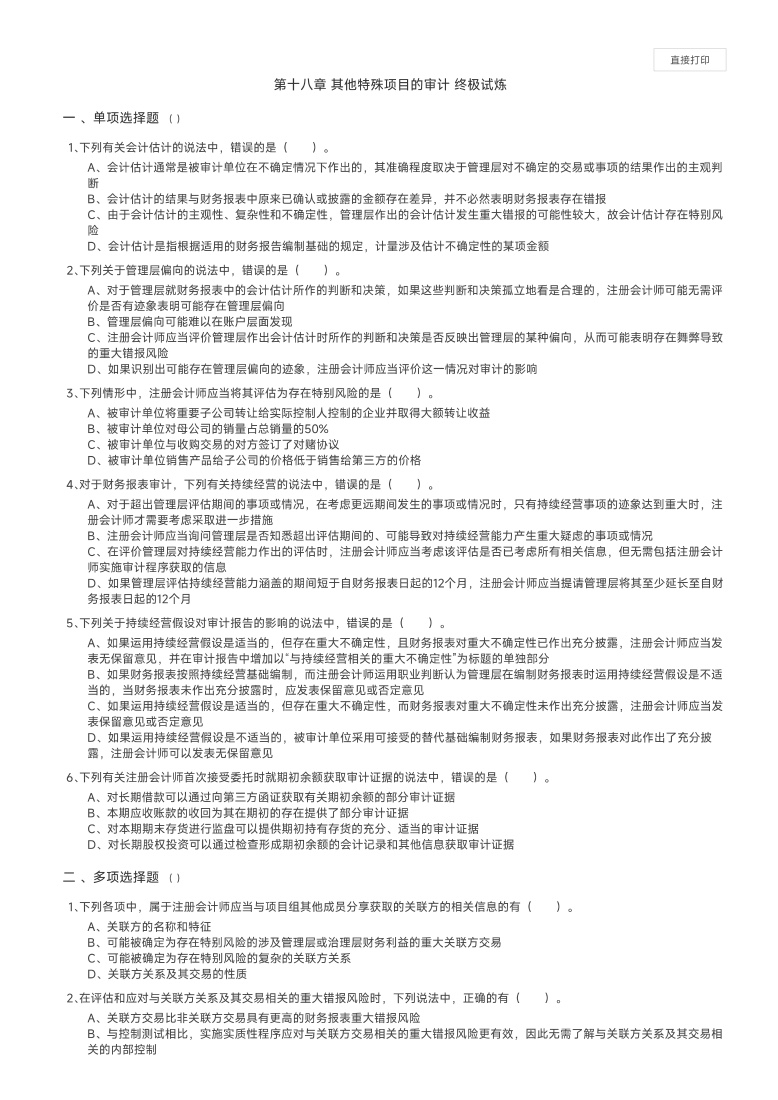 直接打印
第十八章 其他特殊项目的审计 终极试炼
一 、单项选择题 （ ）
1、下列有关会计估计的说法中，错误的是（　　）。
A、会计估计通常是被审计单位在不确定情况下作出的，其准确程度取决于管理层对不确定的交易或事项的结果作出的主观判
断
B、会计估计的结果与财务报表中原来已确认或披露的金额存在差异，并不必然表明财务报表存在错报
C、由于会计估计的主观性、复杂性和不确定性，管理层作出的会计估计发生重大错报的可能性较大，故会计估计存在特别风
险
D、会计估计是指根据适用的财务报告编制基础的规定，计量涉及估计不确定性的某项金额
2、下列关于管理层偏向的说法中，错误的是（　　）。
A、对于管理层就财务报表中的会计估计所作的判断和决策，如果这些判断和决策孤立地看是合理的，注册会计师可能无需评
价是否有迹象表明可能存在管理层偏向
B、管理层偏向可能难以在账户层面发现
C、注册会计师应当评价管理层作出会计估计时所作的判断和决策是否反映出管理层的某种偏向，从而可能表明存在舞弊导致
的重大错报风险
D、如果识别出可能存在管理层偏向的迹象，注册会计师应当评价这一情况对审计的影响
3、下列情形中，注册会计师应当将其评估为存在特别风险的是（　　）。
A、被审计单位将重要子公司转让给实际控制人控制的企业并取得大额转让收益
B、被审计单位对母公司的销量占总销量的50%
C、被审计单位与收购交易的对方签订了对赌协议
D、被审计单位销售产品给子公司的价格低于销售给第三方的价格
4、对于财务报表审计，下列有关持续经营的说法中，错误的是（　　）。
A、对于超出管理层评估期间的事项或情况，在考虑更远期间发生的事项或情况时，只有持续经营事项的迹象达到重大时，注
册会计师才需要考虑采取进一步措施
B、注册会计师应当询问管理层是否知悉超出评估期间的、可能导致对持续经营能力产生重大疑虑的事项或情况
C、在评价管理层对持续经营能力作出的评估时，注册会计师应当考虑该评估是否已考虑所有相关信息，但无需包括注册会计
师实施审计程序获取的信息
D、如果管理层评估持续经营能力涵盖的期间短于自财务报表日起的12个月，注册会计师应当提请管理层将其至少延长至自财
务报表日起的12个月
5、下列关于持续经营假设对审计报告的影响的说法中，错误的是（　　）。
A、如果运用持续经营假设是适当的，但存在重大不确定性，且财务报表对重大不确定性已作出充分披露，注册会计师应当发
表无保留意见，并在审计报告中增加以“与持续经营相关的重大不确定性”为标题的单独部分
B、如果财务报表按照持续经营基础编制，而注册会计师运用职业判断认为管理层在编制财务报表时运用持续经营假设是不适
当的，当财务报表未作出充分披露时，应发表保留意见或否定意见
C、如果运用持续经营假设是适当的，但存在重大不确定性，而财务报表对重大不确定性未作出充分披露，注册会计师应当发
表保留意见或否定意见
D、如果运用持续经营假设是不适当的，被审计单位采用可接受的替代基础编制财务报表，如果财务报表对此作出了充分披
露，注册会计师可以发表无保留意见
6、下列有关注册会计师首次接受委托时就期初余额获取审计证据的说法中，错误的是（　　）。
A、对长期借款可以通过向第三方函证获取有关期初余额的部分审计证据
B、本期应收账款的收回为其在期初的存在提供了部分审计证据
C、对本期期末存货进行监盘可以提供期初持有存货的充分、适当的审计证据
D、对长期股权投资可以通过检查形成期初余额的会计记录和其他信息获取审计证据
二 、多项选择题 （ ）
1、下列各项中，属于注册会计师应当与项目组其他成员分享获取的关联方的相关信息的有（　　）。
A、关联方的名称和特征
B、可能被确定为存在特别风险的涉及管理层或治理层财务利益的重大关联方交易
C、可能被确定为存在特别风险的复杂的关联方关系
D、关联方关系及其交易的性质
2、在评估和应对与关联方关系及其交易相关的重大错报风险时，下列说法中，正确的有（　　）。
A、关联方交易比非关联方交易具有更高的财务报表重大错报风险
B、与控制测试相比，实施实质性程序应对与关联方交易相关的重大错报风险更有效，因此无需了解与关联方关系及其交易相
关的内部控制